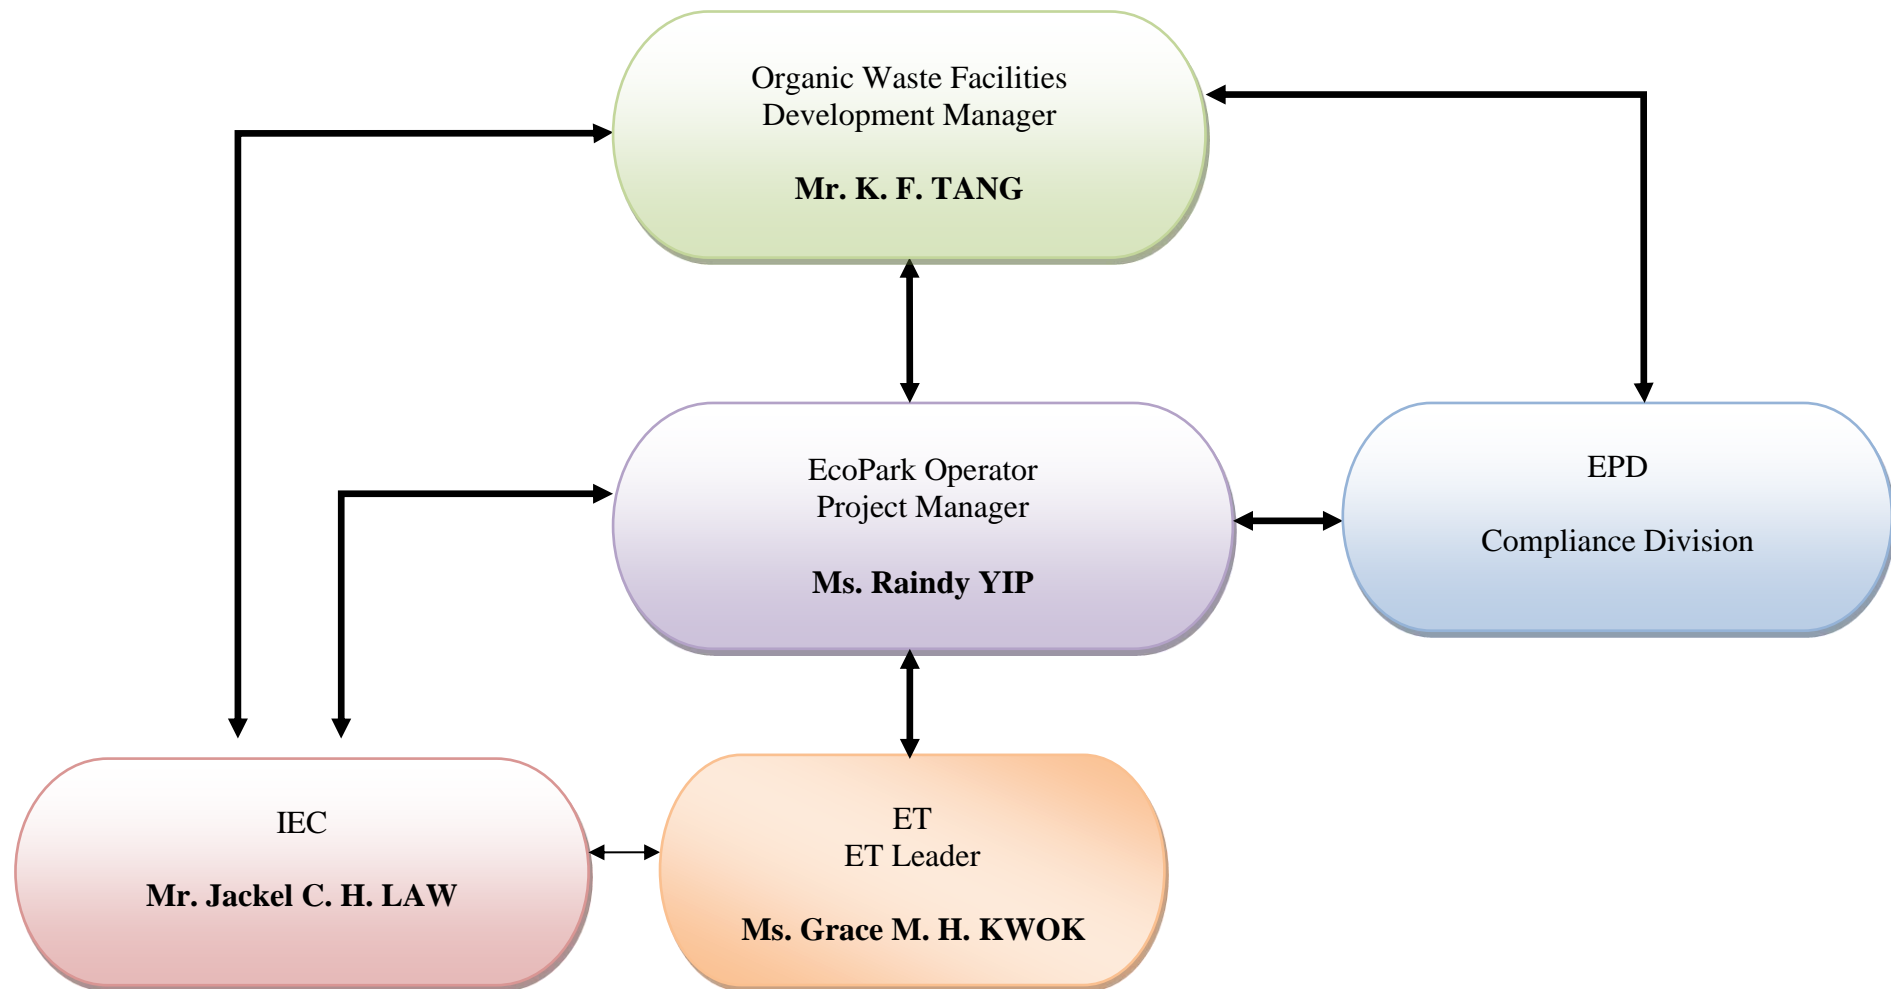 Organic Waste Facilities
Development Manager
Mr. K. F. TANG
EcoPark Operator
Project Manager
Ms. Raindy YIP
EPD
Compliance Division
IEC
Mr. Jackel C. H. LAW
ET
ET Leader
Ms. Grace M. H. KWOK